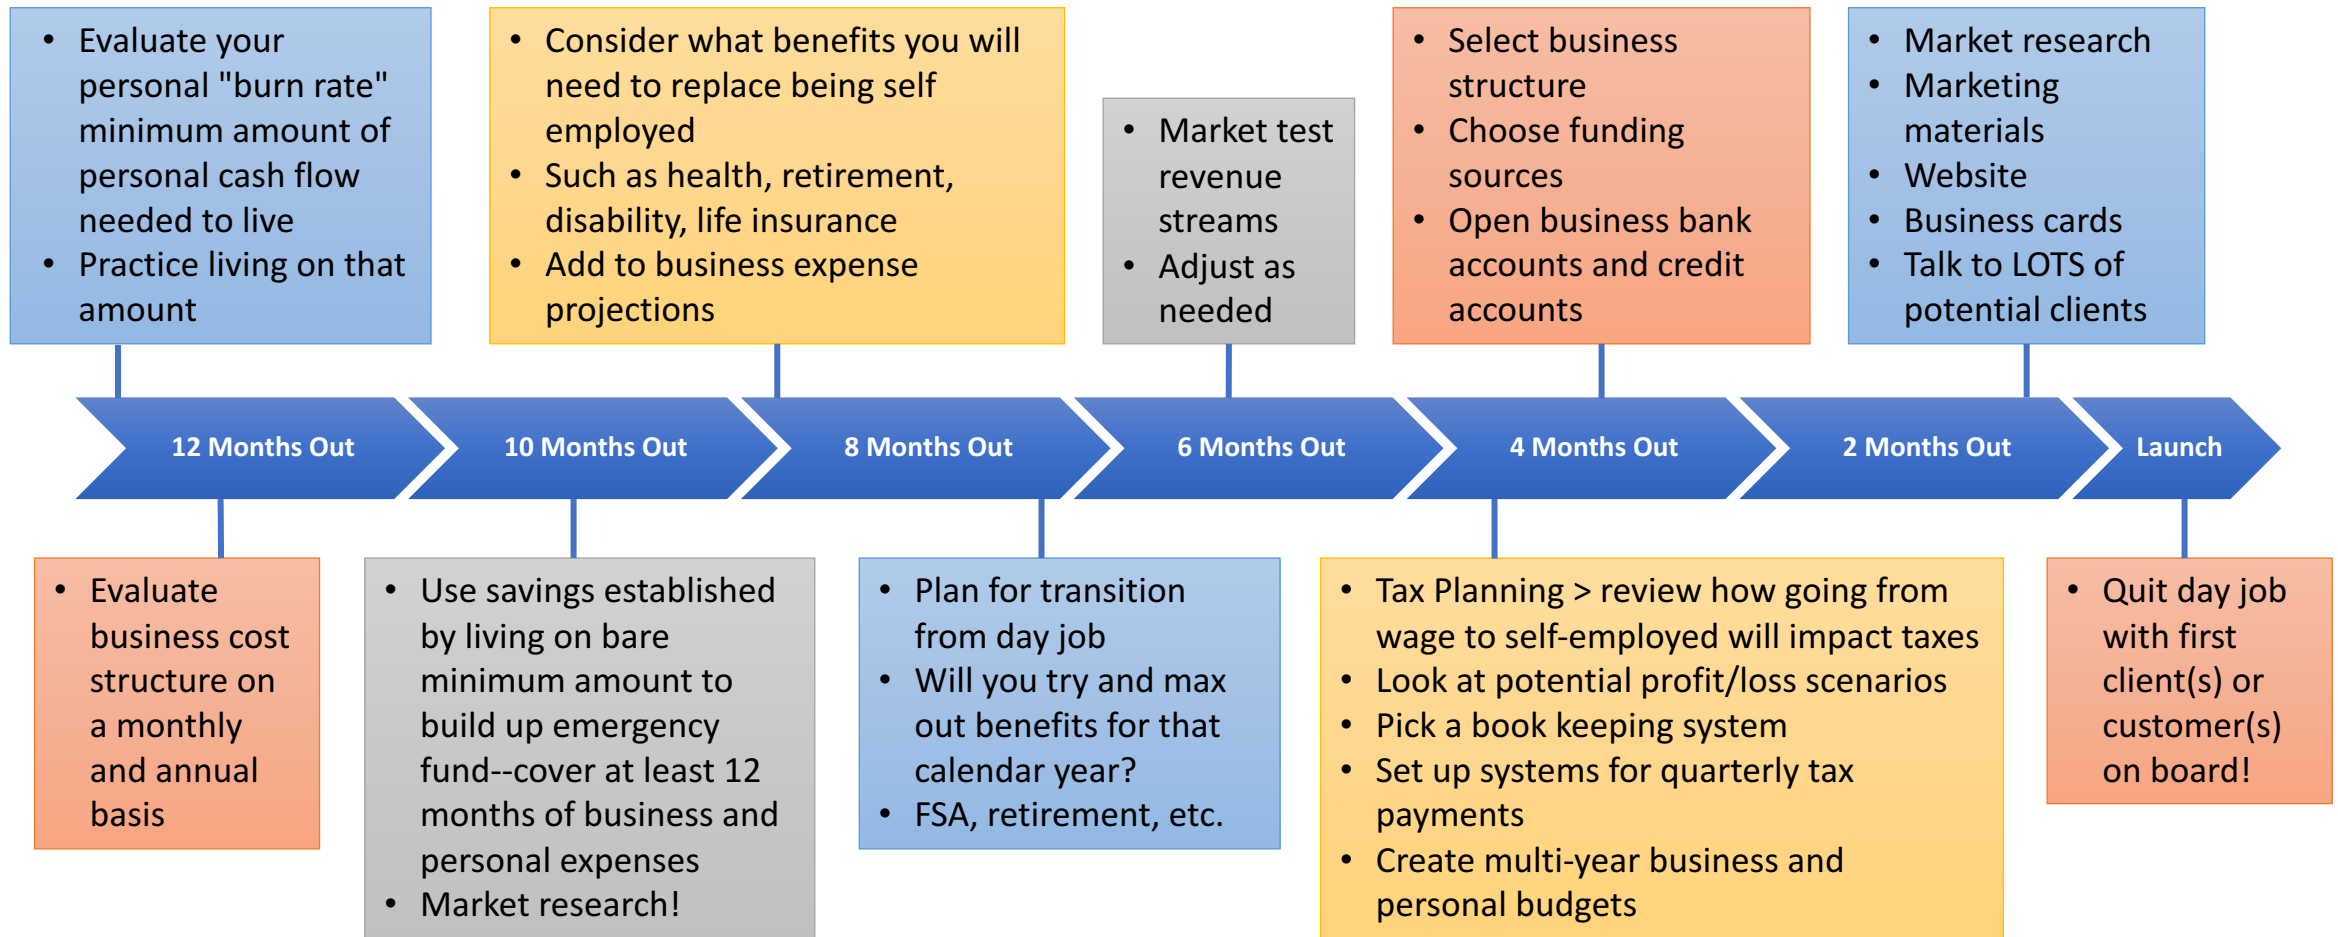 • Evaluate your
personal "burn rate"
minimum amount of
personal cash flow
needed to live
• Practice living on that
amount
• Consider what benefits you will
need to replace being self
employed
• Such as health, retirement,
disability, life insurance
• Add to business expense
projections
• Market test
revenue
streams
• Adjust as
needed
• Select business
structure
• Choose funding
sources
• Open business bank
accounts and credit
accounts
• Market research
• Marketing
materials
• Website
• Business cards
• Talk to LOTS of
potential clients
12 Months Out
10 Months Out
8 Months Out
6 Months Out
4 Months Out
2 Months Out
Launch
• Evaluate
business cost
structure on
a monthly
and annual
basis
• Use savings established
by living on bare
minimum amount to
build up emergency
fund--cover at least 12
months of business and
personal expenses
• Market research!
• Plan for transition
from day job
• Will you try and max
out benefits for that
calendar year?
• FSA, retirement, etc.
• Tax Planning > review how going from
wage to self-employed will impact taxes
• Look at potential profit/loss scenarios
• Pick a book keeping system
• Set up systems for quarterly tax
payments
• Create multi-year business and
personal budgets
• Quit day job
with first
client(s) or
customer(s)
on board!